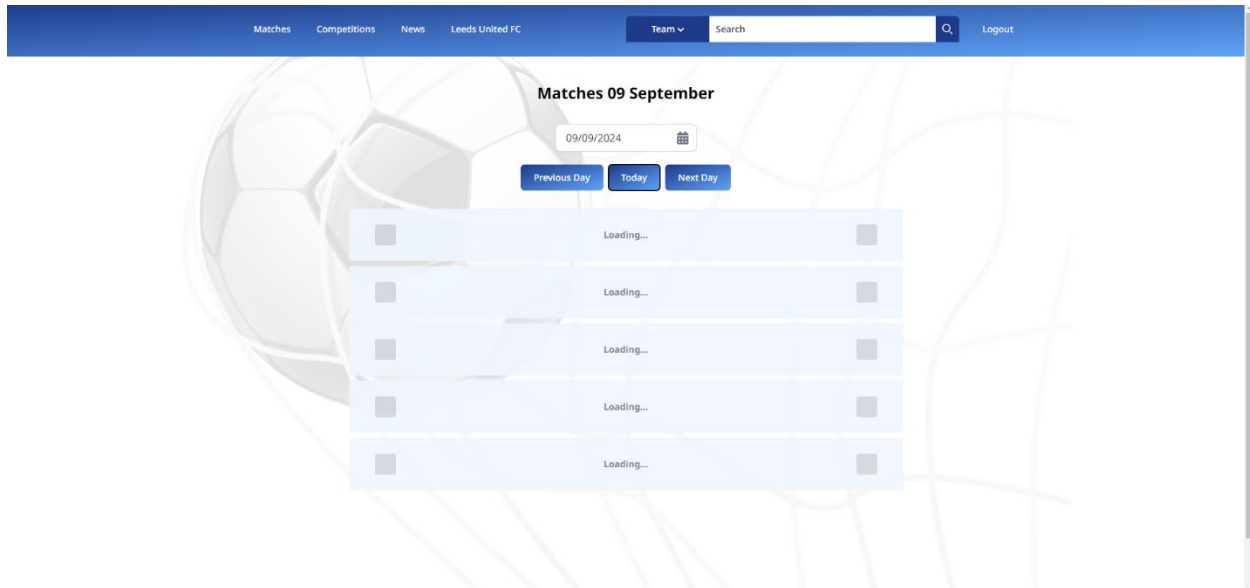 Matches Competitions News Leeds United FC Team Search Logout
Matches 09 September
09/09/2024
Previous Day Today Next Day
Loading...
Loading...
Loading...
Loading...
Loading...